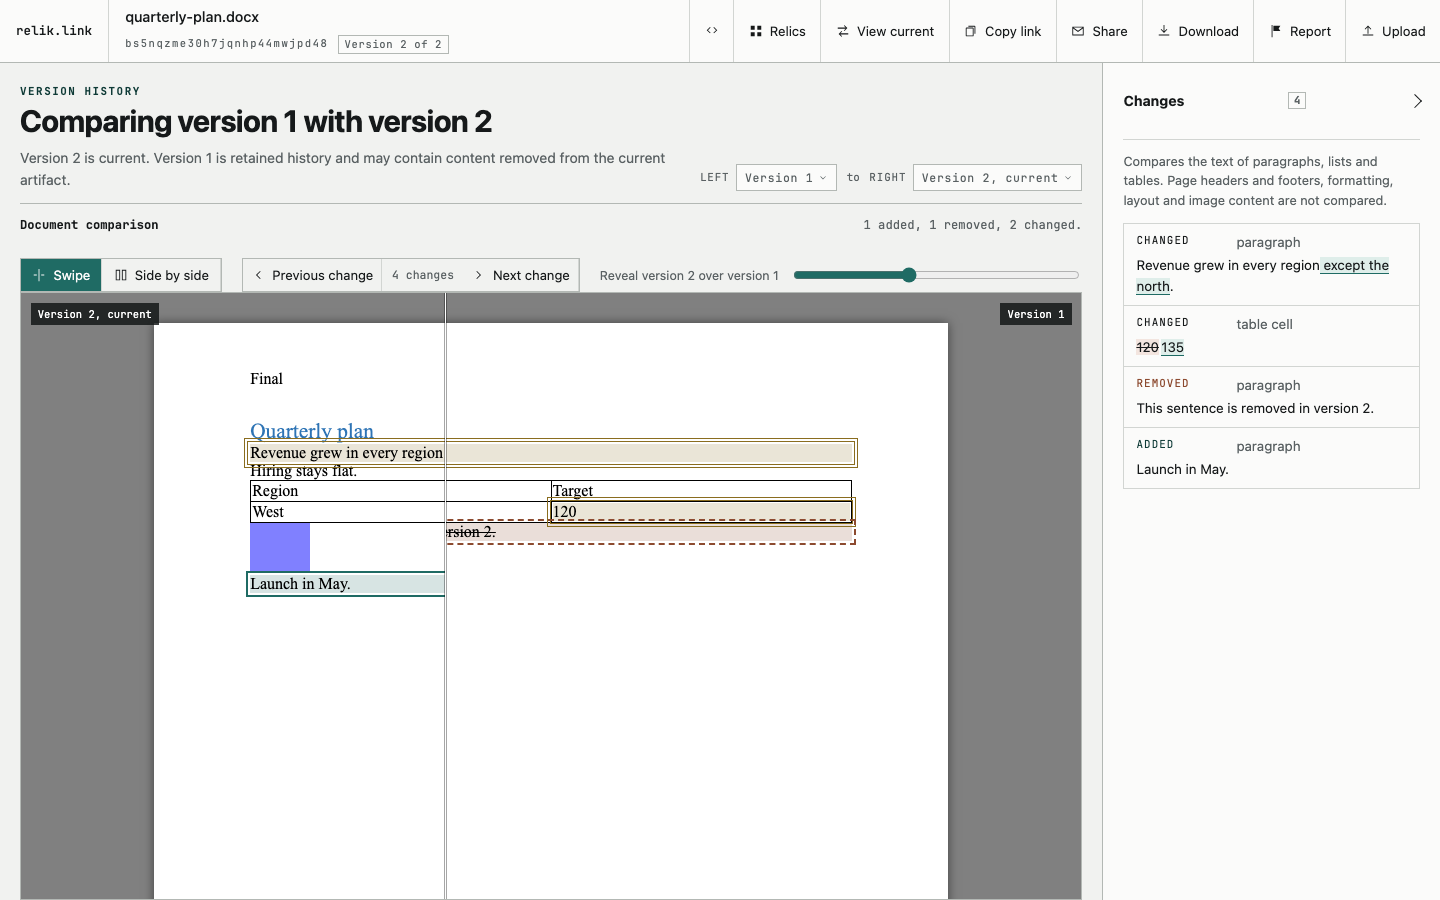 relik.link
quarterly-plan.docx
bs5nqzme30h7jqnhp44mwjpd48 Version 2 of 2
Relics
View current
Copy link
Share
Download
Report
Upload
VERSION HISTORY
Comparing version 1 with version 2
Version 2 is current. Version 1 is retained history and may contain content removed from the current
artifact.
LEFT Version 1 to RIGHT Version 2, current
Document comparison
1 added, 1 removed, 2 changed.
Swipe
Side by side
Previous change
4 changes
Next change
Reveal version 2 over version 1
Version 2, current
Version 1
Final
Quarterly plan
Revenue grew in every region
Hiring stays flat.
Region Target
West 120
rsion 2.
Launch in May.
Changes 4
Compares the text of paragraphs, lists and
tables. Page headers and footers, formatting,
layout and image content are not compared.
CHANGED paragraph
Revenue grew in every region except the
north.
CHANGED table cell
120 135
REMOVED paragraph
This sentence is removed in version 2.
ADDED paragraph
Launch in May.